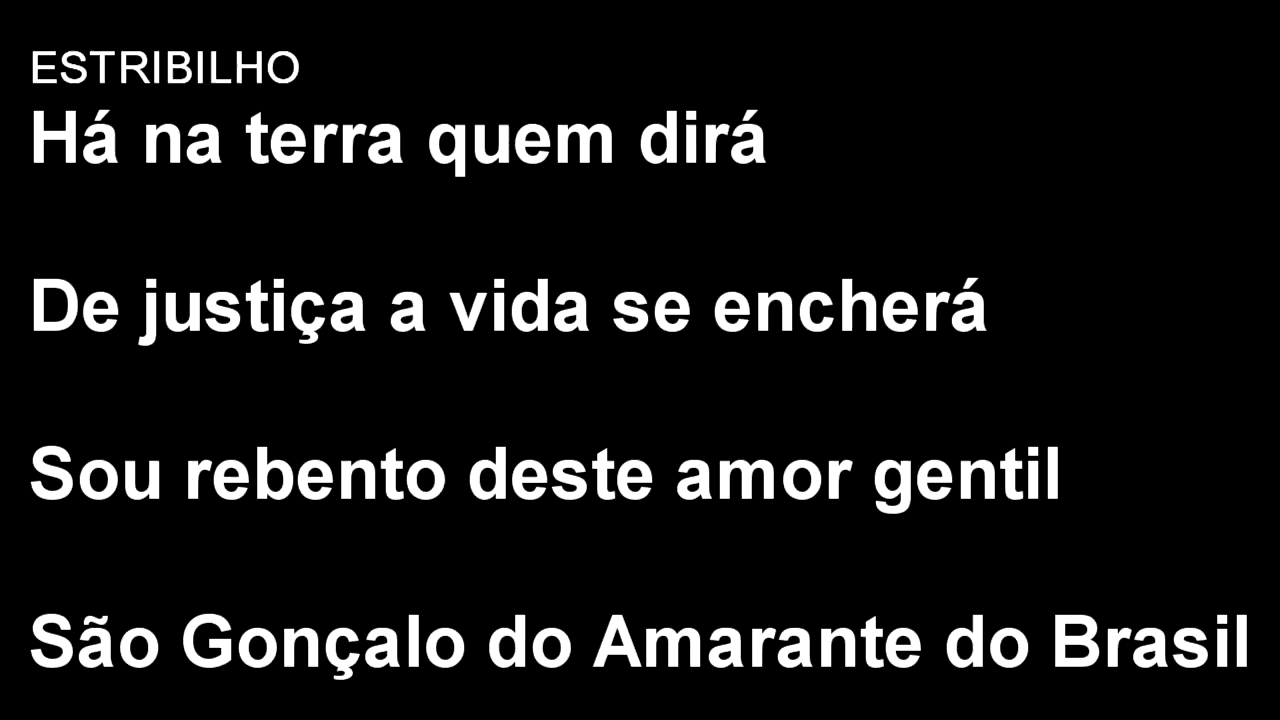 ESTRIBILHO
Há na terra quem dirá
De justiça a vida se encherá
Sou rebento deste amor gentil
São Gonçalo do Amarante do Brasil